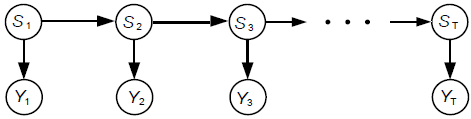 S1 S2 S3 . . . ST
Y1 Y2 Y3 YT